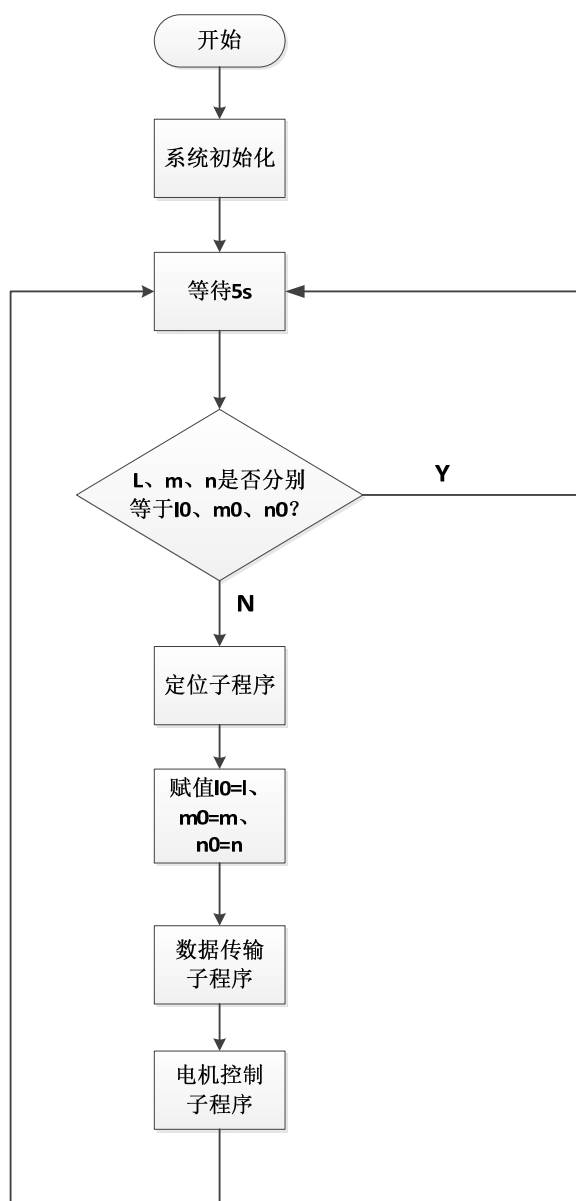 开始
系统初始化
等待5s
L、m、n是否分别
等于l0、m0、n0?
Y
N
定位子程序
赋值l0=l、
m0=m、
n0=n
数据传输
子程序
电机控制
子程序